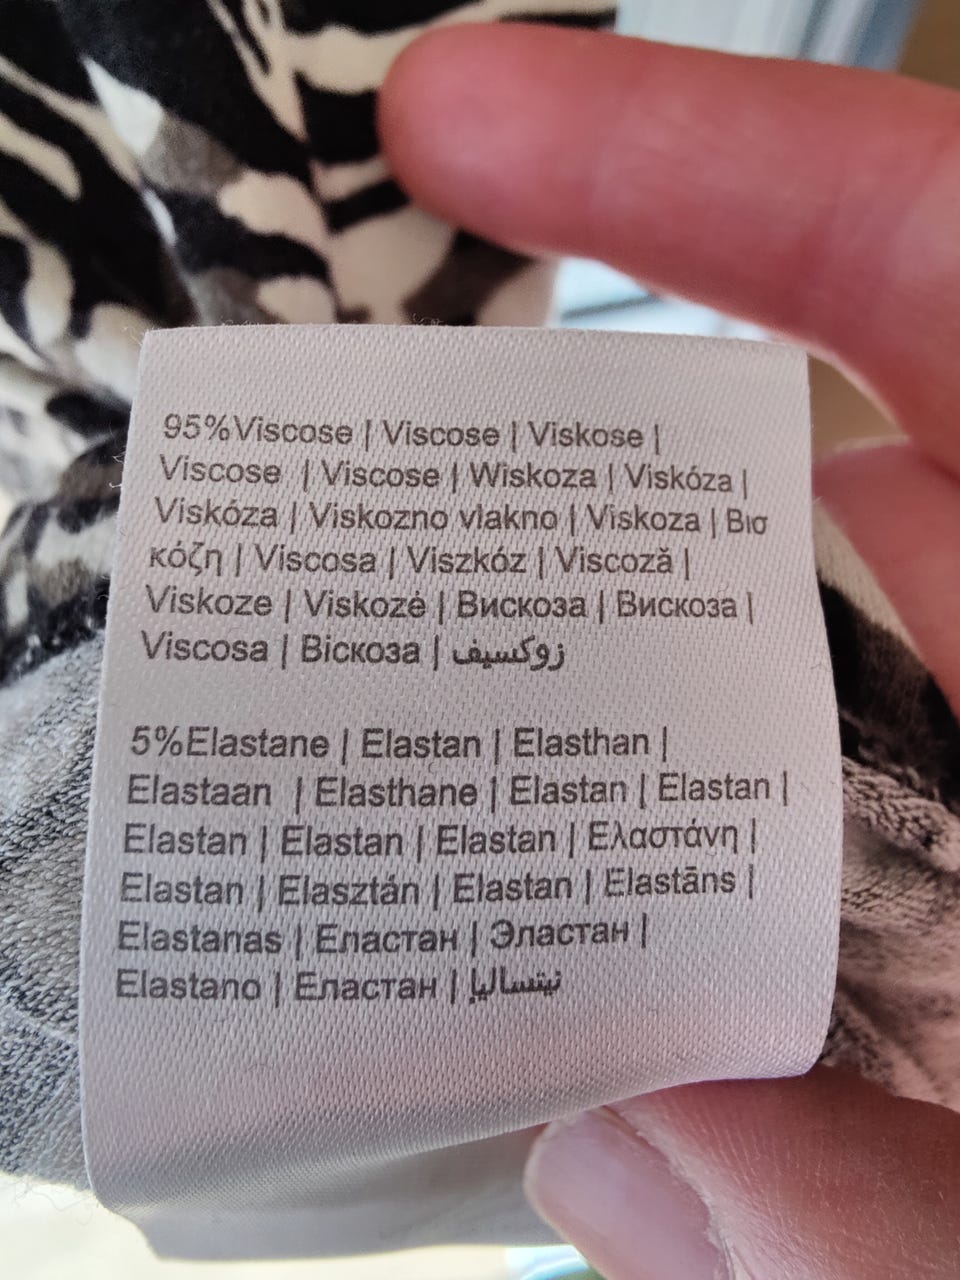 95%Viscose | Viscose | Viskose |
Viscose | Viscose | Wiskoza | Viskóza |
Viskóza | Viskozno vlakno | Viskoza | Βισ
κόζη | Viscosa | Viszkóz | Viscoză |
Viskoze | Viskozė | Вискоза | Вискоза |
Viscosa | Віскоза | زوكسيف
5%Elastane | Elastan | Elasthan |
Elastaan | Elasthane | Elastan | Elastan |
Elastan | Elastan | Elastan | Ελαστάνη |
Elastan | Elasztán | Elastan | Elastāns |
Elastanas | Еластан | Эластан |
Elastano | Еластан | نيتساليإ